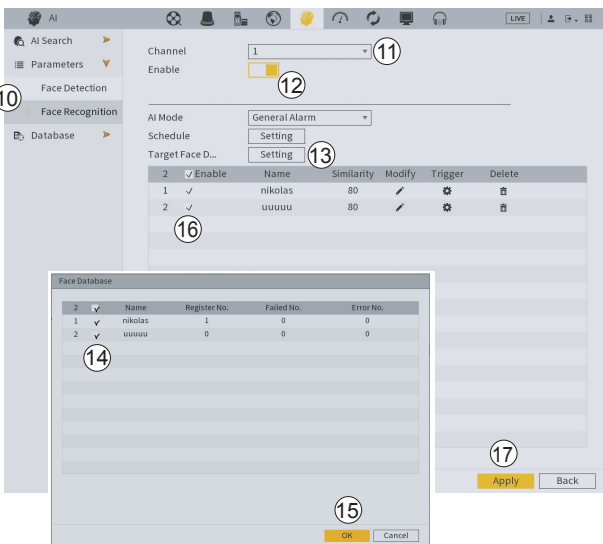 AI LIVE
AI Search
Parameters
Face Detection
10 Face Recognition
Database
Channel 1 11
Enable 12
AI Mode General Alarm
Schedule Setting
Target Face D... Setting 13
2 Enable Name Similarity Modify Trigger Delete
1 nikolas 80
2 uuuuu 80
16
Face Database
2 Name Register No. Failed No. Error No.
1 nikolas 1 0 0
2 uuuuu 0 0 0
14
17
Apply Back
15
OK Cancel